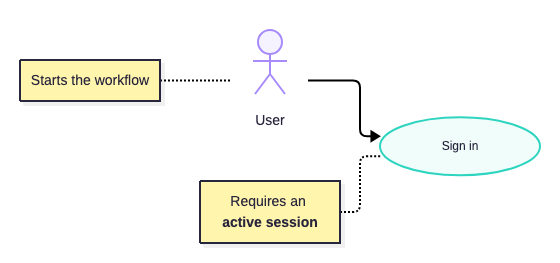 Starts the workflow
User
Sign in
Requires an
active session